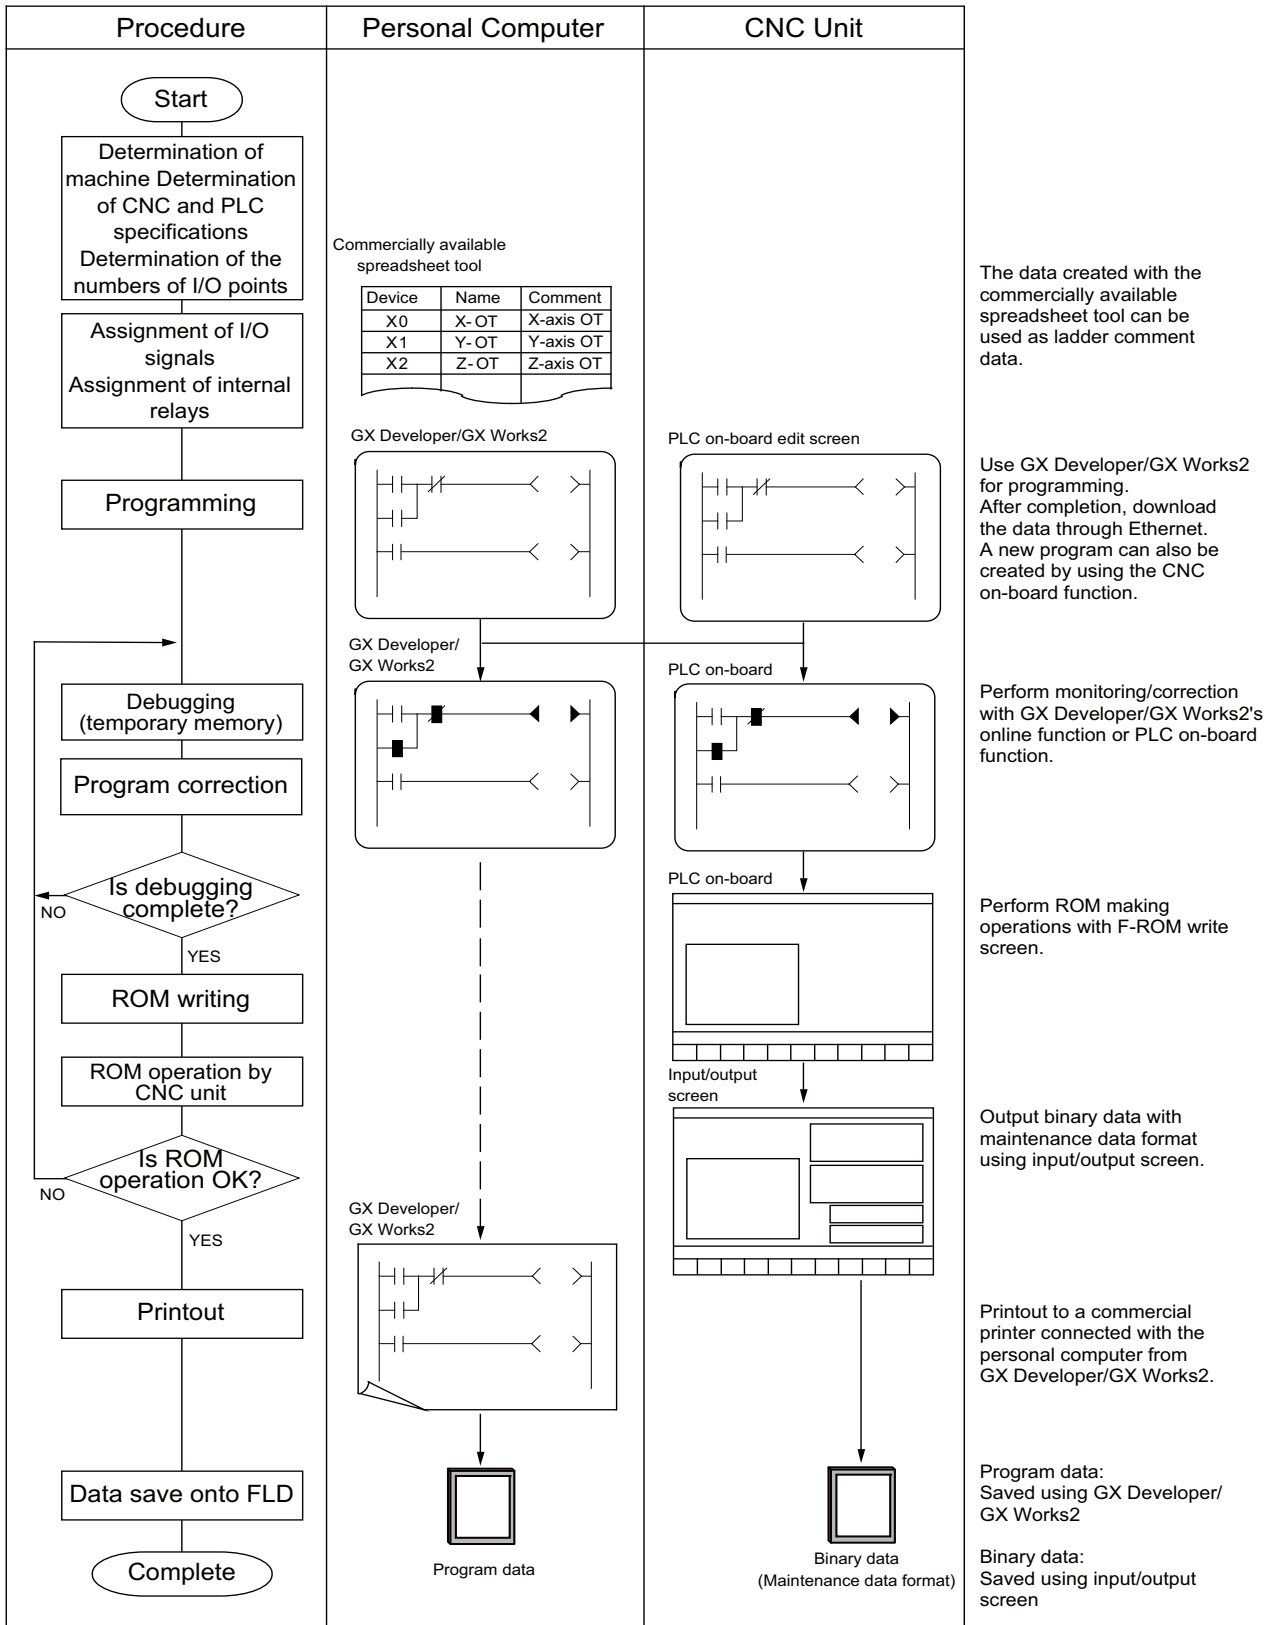 Procedure
Personal Computer
CNC Unit
Start
Determination of
machine Determination
of CNC and PLC
specifications
Determination of the
numbers of I/O points
Assignment of I/O
signals
Assignment of internal
relays
Programming
Debugging
(temporary memory)
Program correction
Is debugging
complete?
NO
YES
ROM writing
ROM operation by
CNC unit
Is ROM
operation OK?
NO
YES
Printout
Data save onto FLD
Complete
Commercially available
spreadsheet tool
Device Name Comment
X0 X-OT X-axis OT
X1 Y-OT Y-axis OT
X2 Z-OT Z-axis OT
GX Developer/GX Works2
GX Developer/
GX Works2
GX Developer/
GX Works2
Program data
PLC on-board edit screen
PLC on-board
PLC on-board
Input/output
screen
Binary data
(Maintenance data format)
The data created with the
commercially available
spreadsheet tool can be
used as ladder comment
data.
Use GX Developer/GX Works2
for programming.
After completion, download
the data through Ethernet.
A new program can also be
created by using the CNC
on-board function.
Perform monitoring/correction
with GX Developer/GX Works2's
online function or PLC on-board
function.
Perform ROM making
operations with F-ROM write
screen.
Output binary data with
maintenance data format
using input/output screen.
Printout to a commercial
printer connected with the
personal computer from
GX Developer/GX Works2.
Program data:
Saved using GX Developer/
GX Works2
Binary data:
Saved using input/output
screen